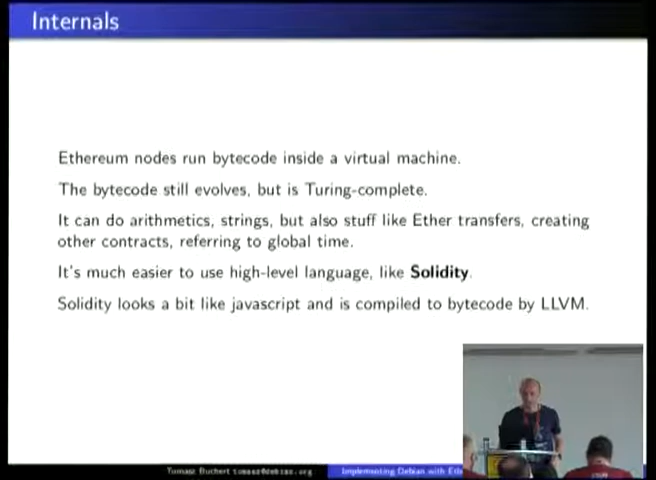 Internals
Ethereum nodes run bytecode inside a virtual machine.
The bytecode still evolves, but is Turing-complete.
It can do arithmetics, strings, but also stuff like Ether transfers, creating
other contracts, referring to global time.
It's much easier to use high-level language, like Solidity.
Solidity looks a bit like javascript and is compiled to bytecode by LLVM.
Tomasz Buchert tomasz@debian.org Implementing Debian with Eth